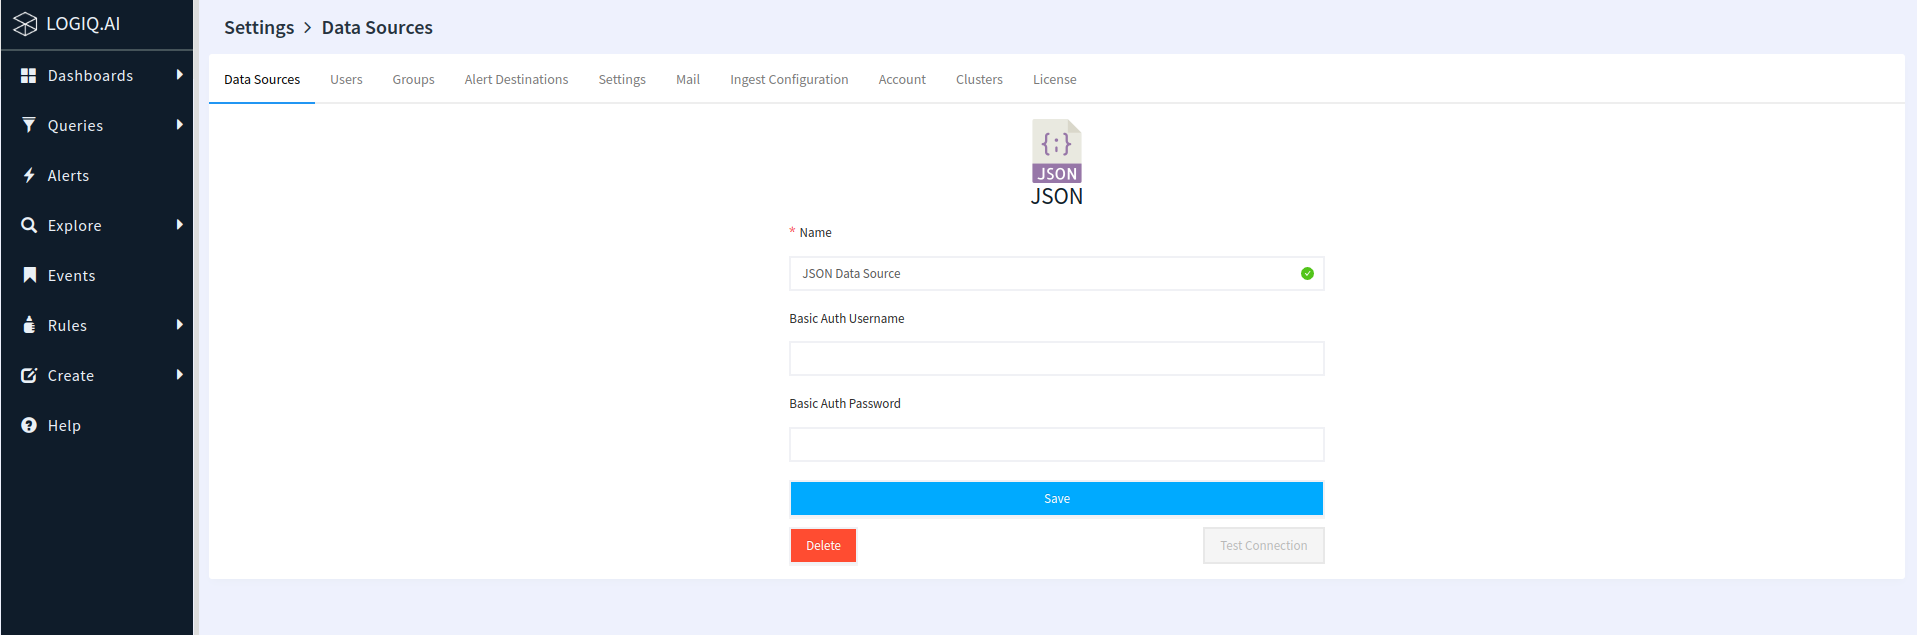 LOGIQ.AI
Dashboards
Queries
Alerts
Explore
Events
Rules
Create
Help
Settings > Data Sources
Data Sources Users Groups Alert Destinations Settings Mail Ingest Configuration Account Clusters License
{;}
JSON
JSON
* Name
JSON Data Source
Basic Auth Username
Basic Auth Password
Save
Delete Test Connection